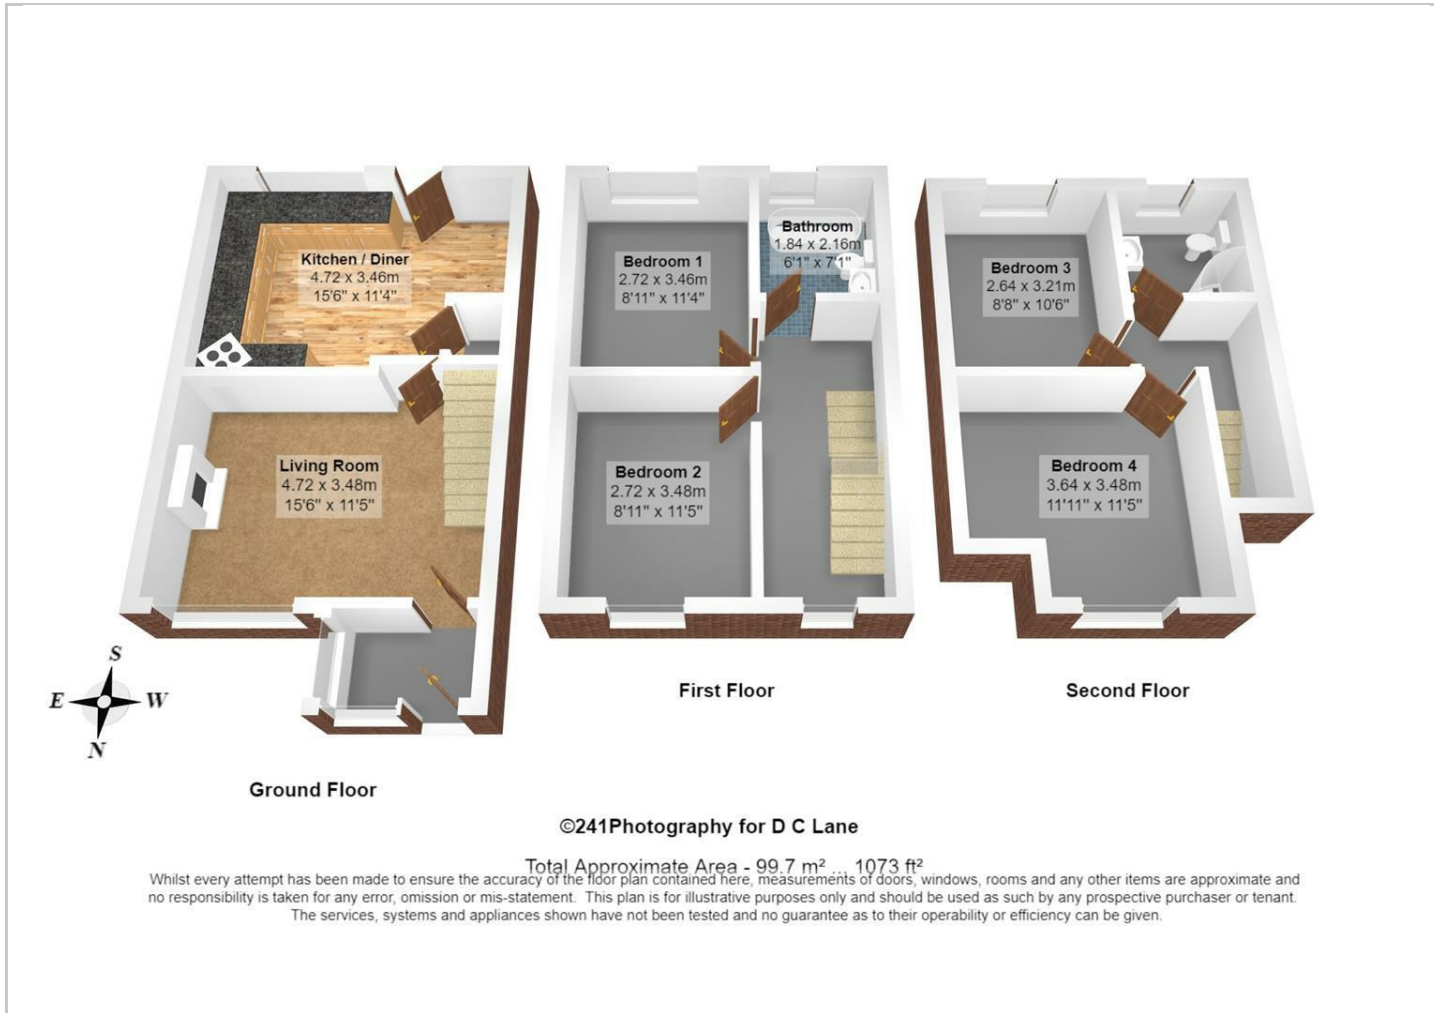 Kitchen / Diner
4.72 x 3.46m
15'6" x 11'4"
Living Room
4.72 x 3.48m
15'6" x 11'5"
S
E W
N
Ground Floor
Bedroom 1
2.72 x 3.46m
8'11" x 11'4"
Bathroom
1.84 x 2.16m
6'1" x 7'1"
Bedroom 2
2.72 x 3.48m
8'11" x 11'5"
First Floor
Bedroom 3
2.64 x 3.21m
8'8" x 10'6"
Bedroom 4
3.64 x 3.48m
11'11" x 11'5"
Second Floor
©241Photography for D C Lane
Total Approximate Area - 99.7 m² ... 1073 ft²
Whilst every attempt has been made to ensure the accuracy of the floor plan contained here, measurements of doors, windows, rooms and any other items are approximate and
no responsibility is taken for any error, omission or mis-statement. This plan is for illustrative purposes only and should be used as such by any prospective purchaser or tenant.
The services, systems and appliances shown have not been tested and no guarantee as to their operability or efficiency can be given.